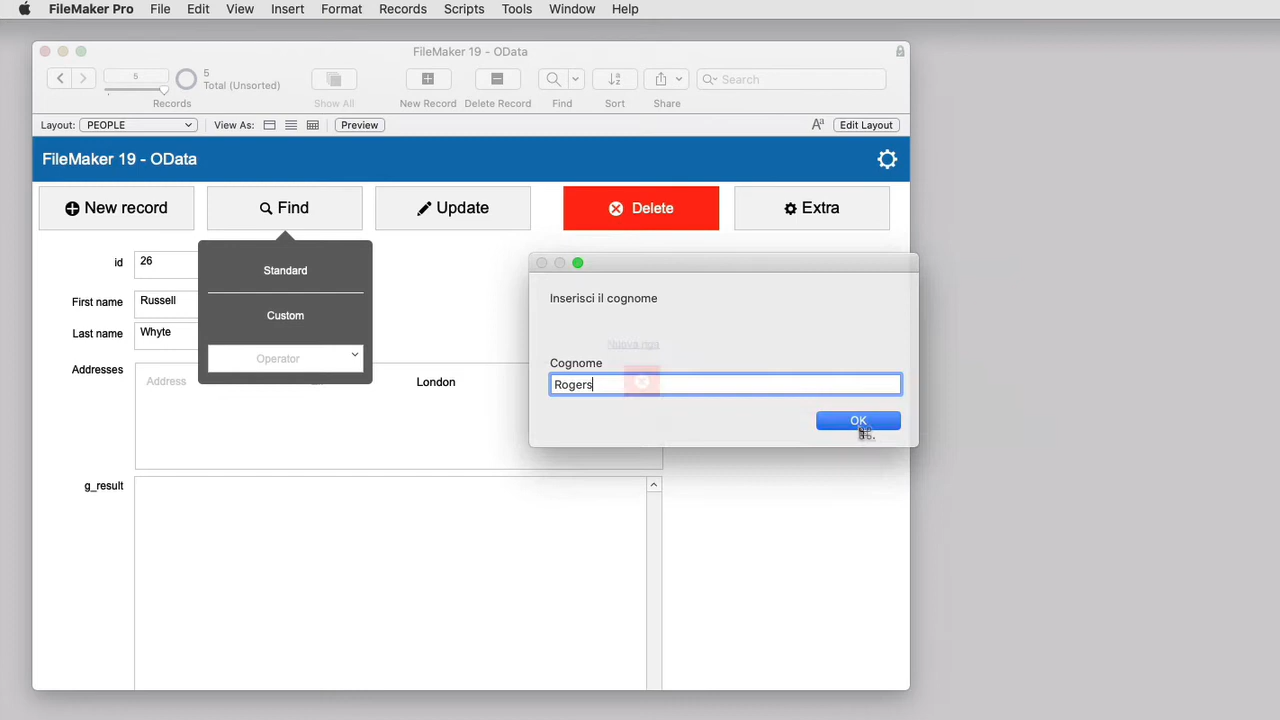 FileMaker Pro File Edit View Insert Format Records Scripts Tools Window Help
FileMaker 19 - OData
5
5
Total (Unsorted)
Search
Records Show All New Record Delete Record Find Sort Share
Layout: PEOPLE View As: Preview Edit Layout
FileMaker 19 - OData
New record Find Update Delete Extra
id 26
First name Russell
Last name Whyte
Standard
Custom
Operator
Addresses Address London
g_result
Inserisci il cognome
Nuova riga
Cognome
Rogers
OK